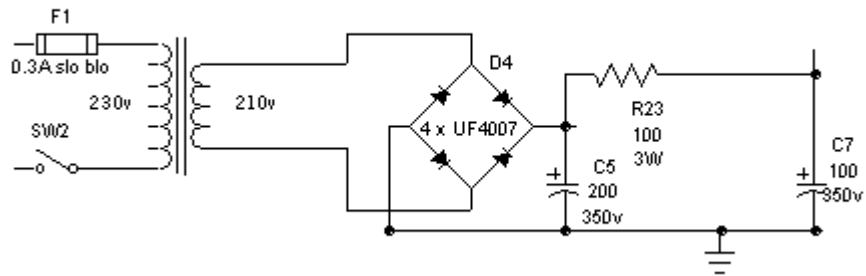 F1
0.3A slo blo
230v
210v
SW2
D4
4 x UF4007
R23
100
3W
C5
200
350v
C7
100
350v